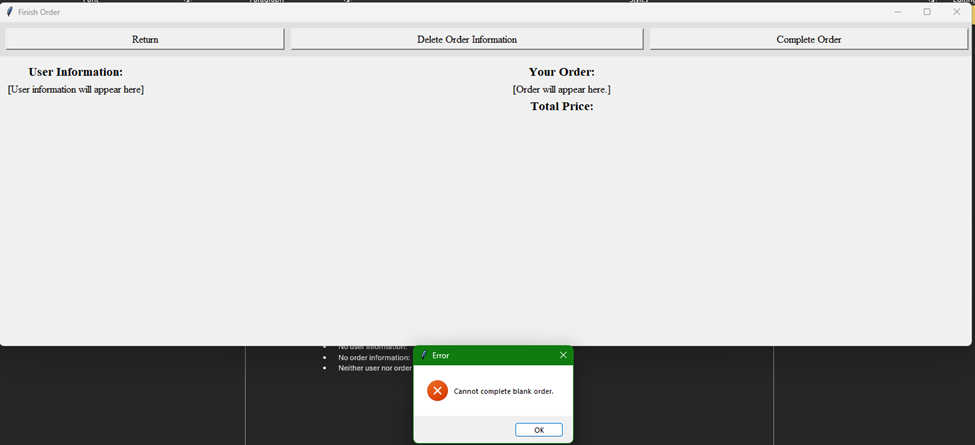 Finish Order
Return
Delete Order Information
Complete Order
User Information:
[User information will appear here]
Your Order:
[Order will appear here.]
Total Price:
No user information:
No order information:
Neither user nor order
Error
Cannot complete blank order.
OK